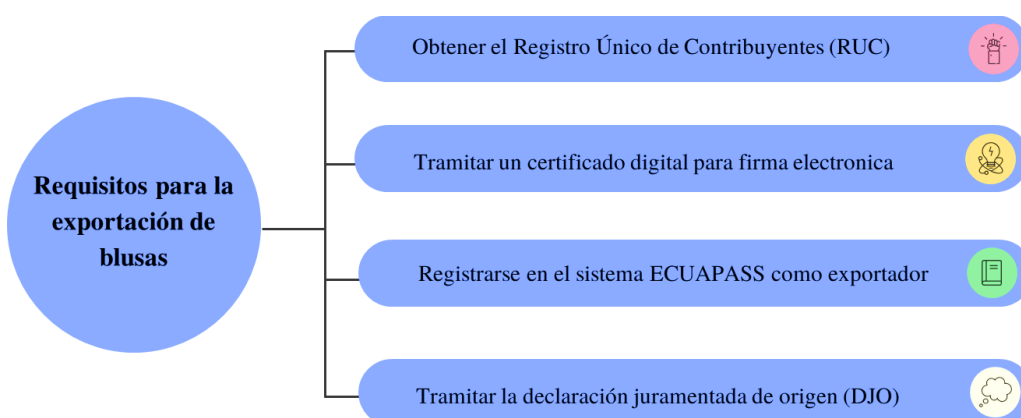 Requisitos para la
exportación de
blusas
Obtener el Registro Único de Contribuyentes (RUC)
Tramitar un certificado digital para firma electronica
Registrarse en el sistema ECUAPASS como exportador
Tramitar la declaración juramentada de origen (DJO)